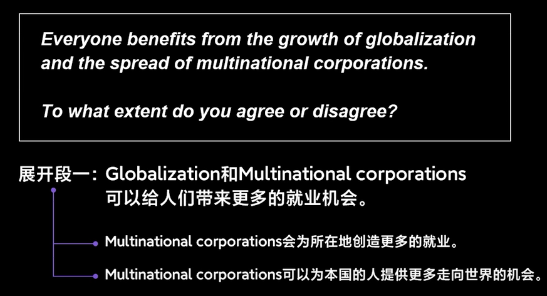 Everyone benefits from the growth of globalization
and the spread of multinational corporations.
To what extent do you agree or disagree?
展开段一：Globalization和Multinational corporations
可以给人们带来更多的就业机会。
Multinational corporations会为所在地创造更多的就业。
Multinational corporations可以为本国的人提供更多走向世界的机会。